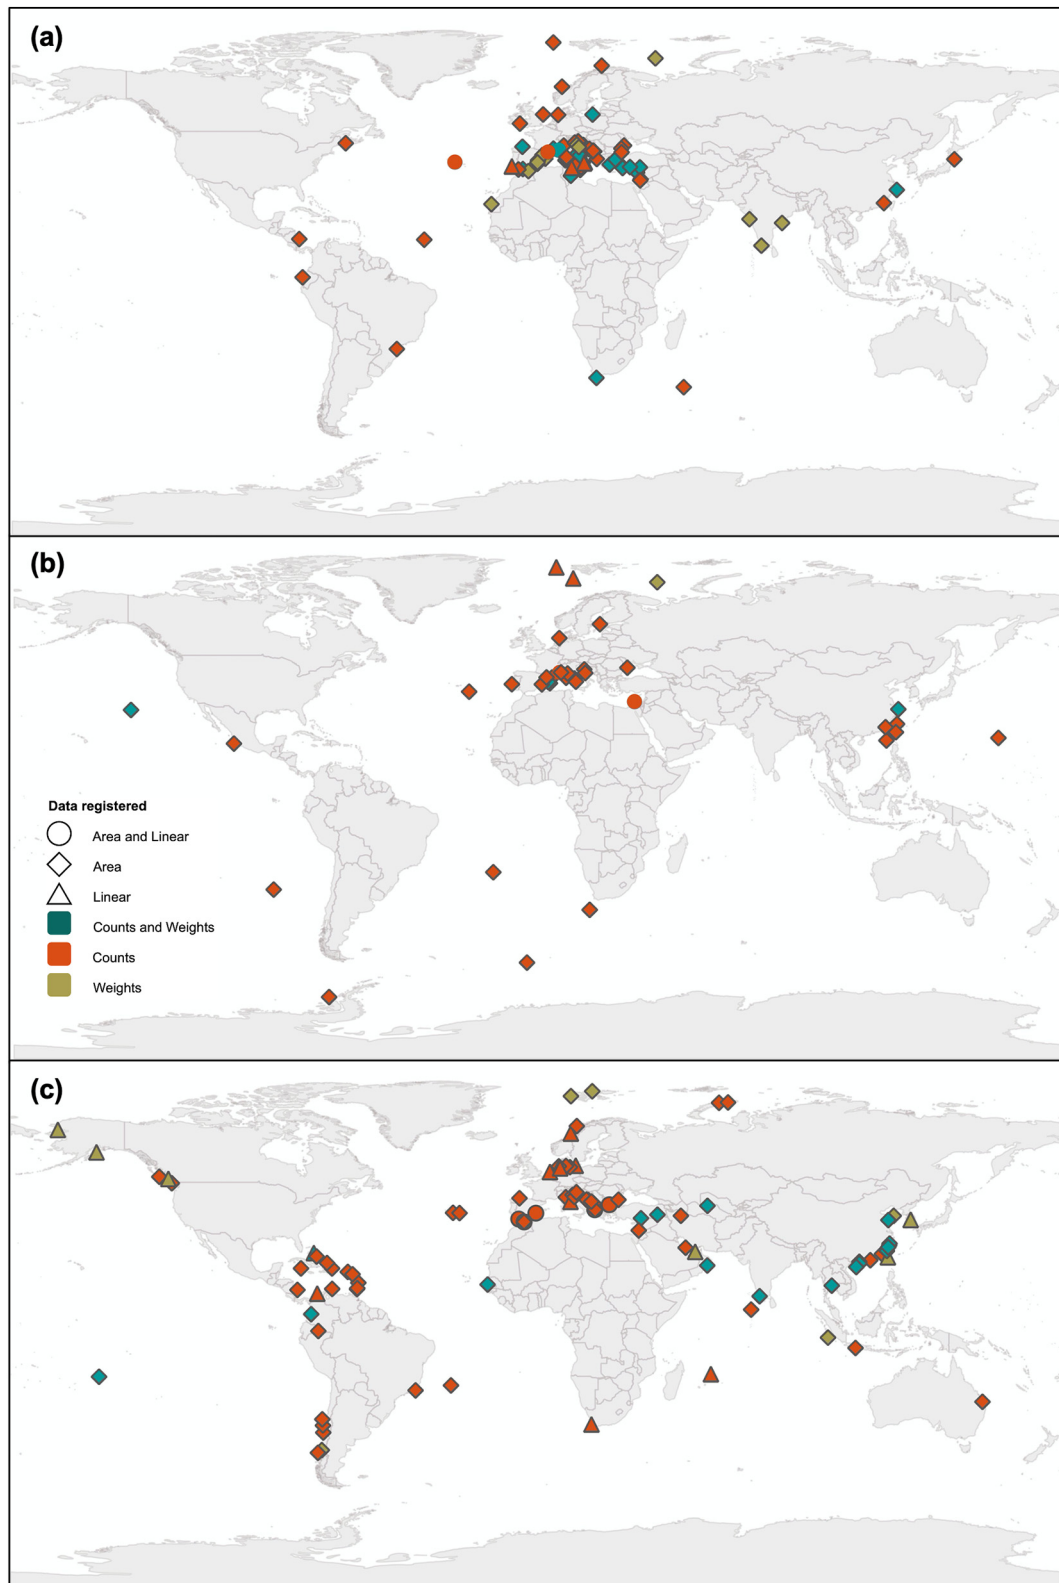 (a)
(b)
Data registered
Area and Linear
Area
Linear
Counts and Weights
Counts
Weights
(c)